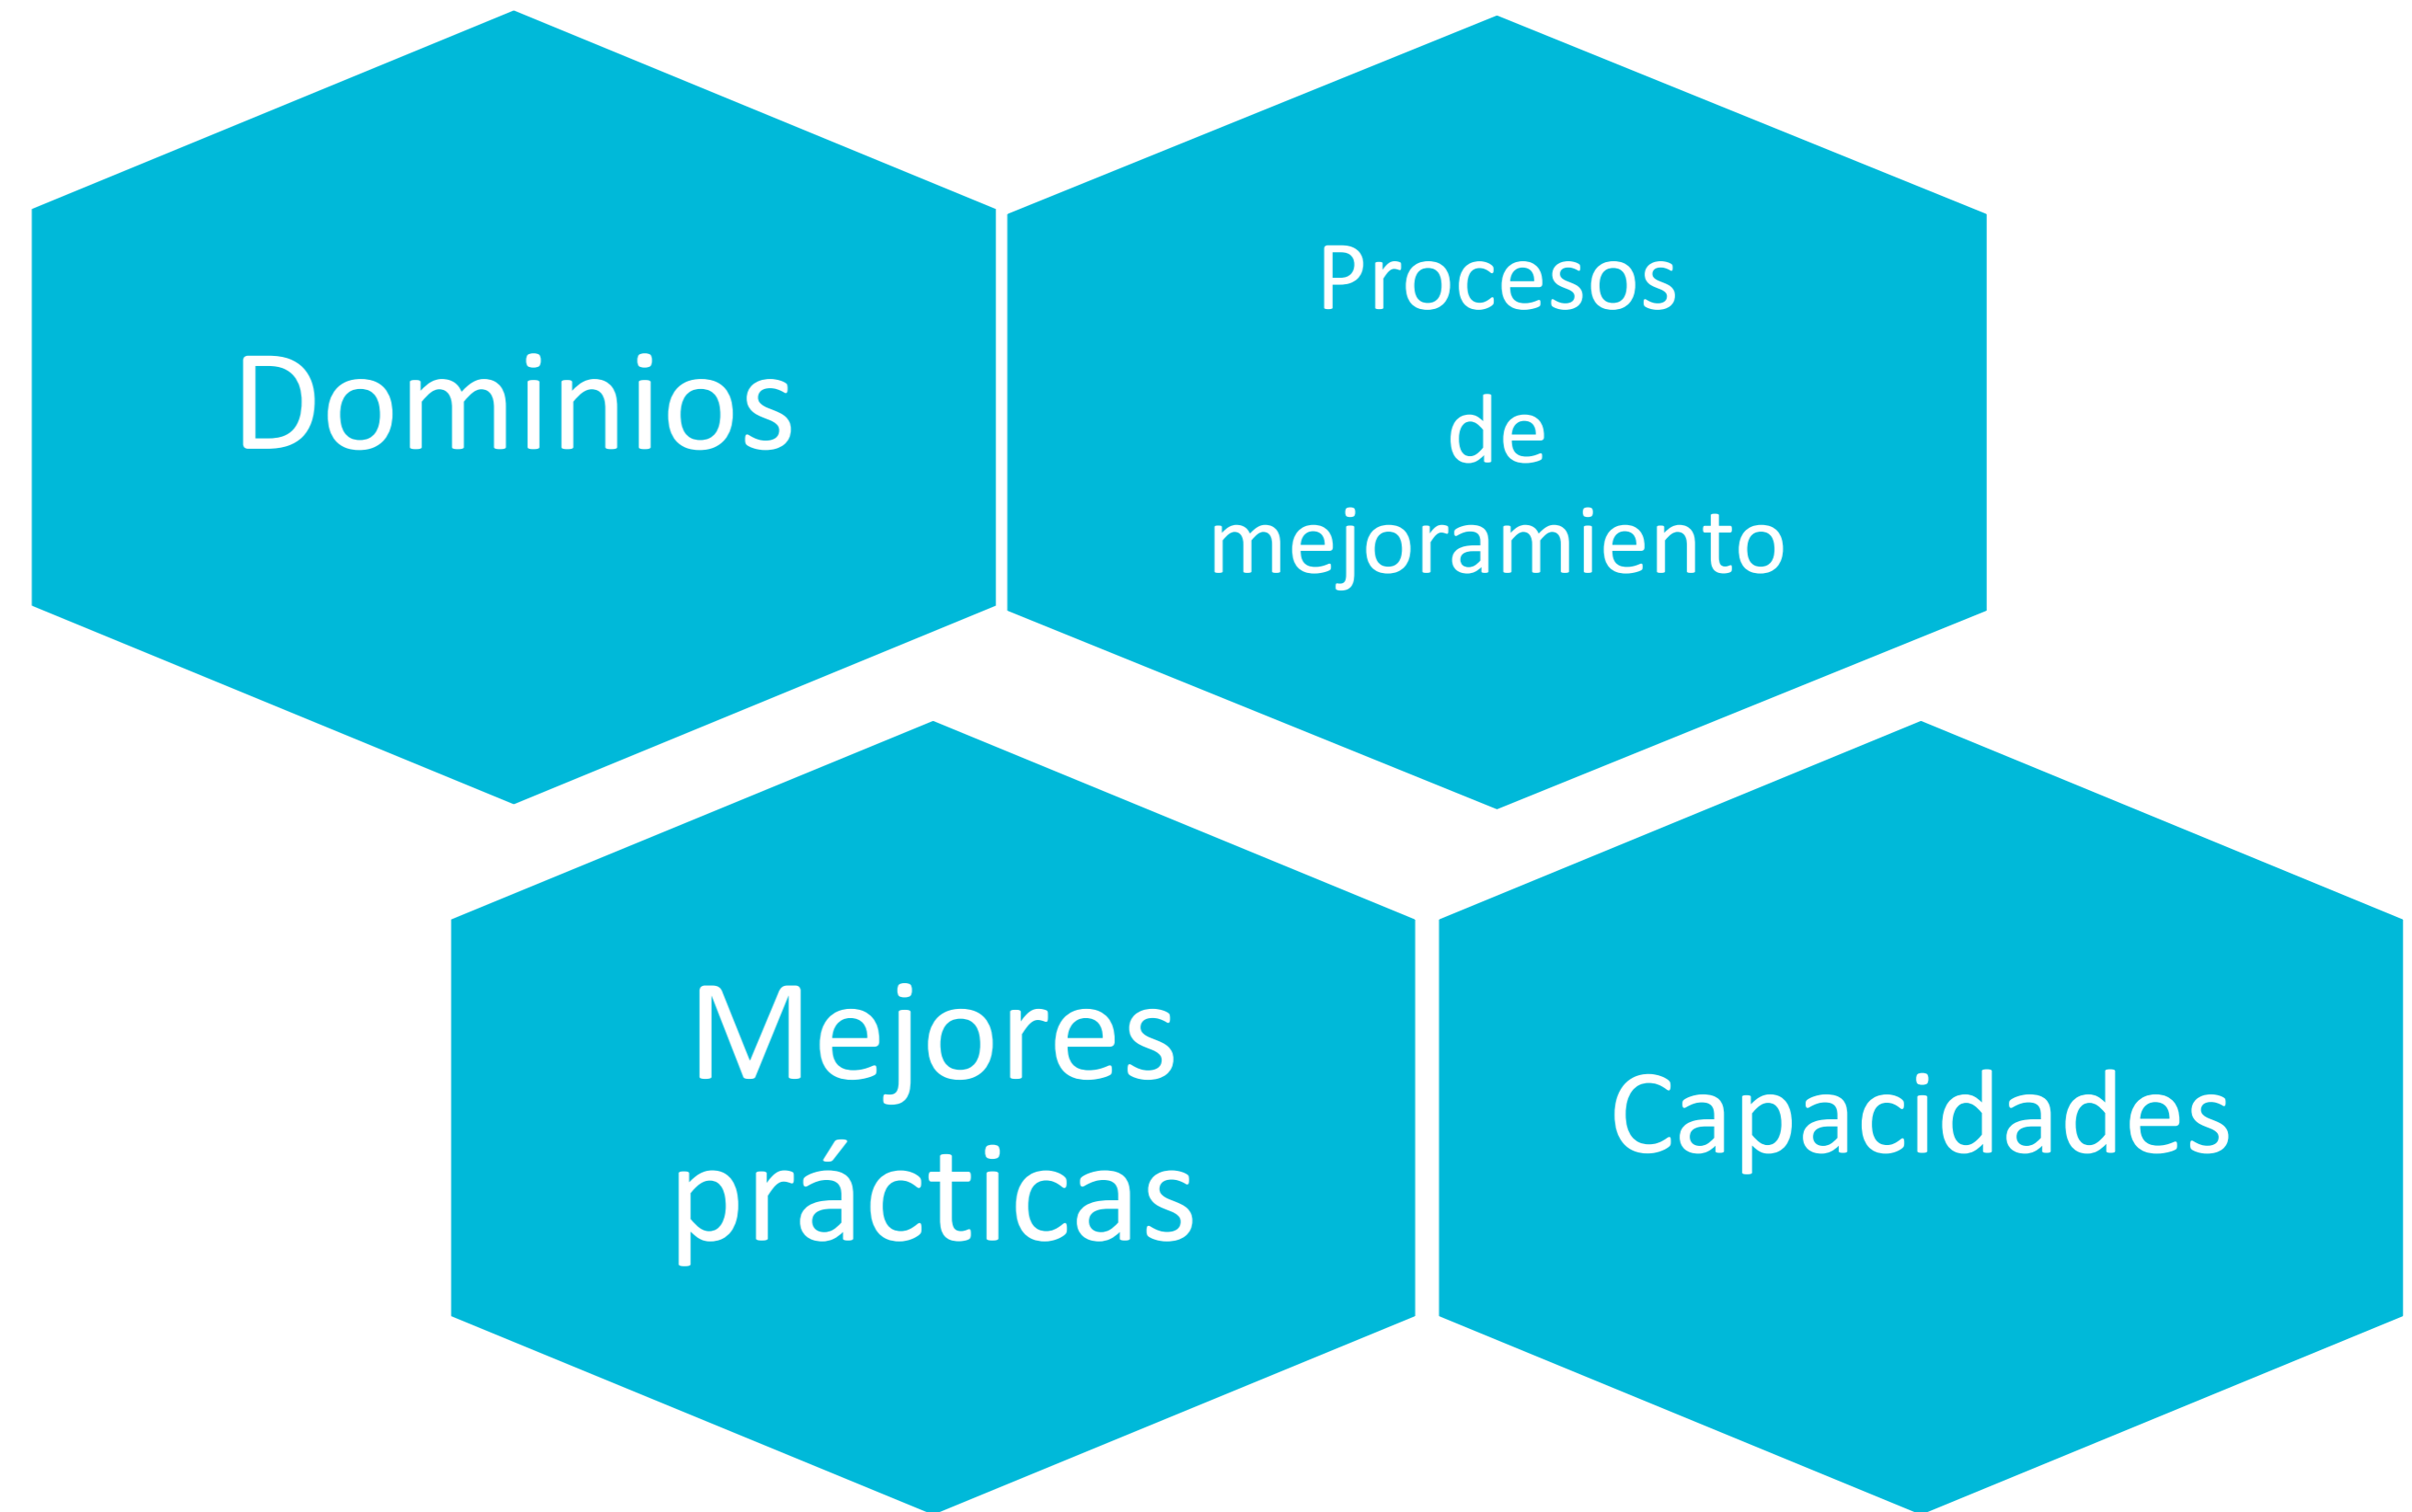 Dominios
Procesos
de
mejoramiento
Mejores
prácticas
Capacidades